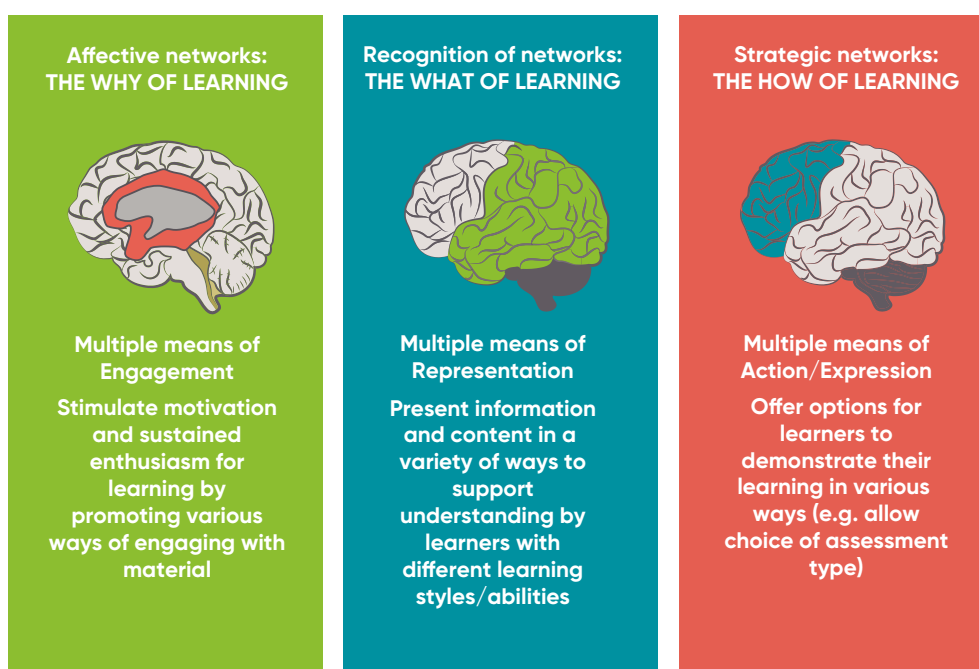 Affective networks:
THE WHY OF LEARNING
Multiple means of
Engagement
Stimulate motivation
and sustained
enthusiasm for
learning by
promoting various
ways of engaging with
material
Recognition of networks:
THE WHAT OF LEARNING
Multiple means of
Representation
Present information
and content in a
variety of ways to
support
understanding by
learners with
different learning
styles/abilities
Strategic networks:
THE HOW OF LEARNING
Multiple means of
Action/Expression
Offer options for
learners to
demonstrate their
learning in various
ways (e.g. allow
choice of assessment
type)